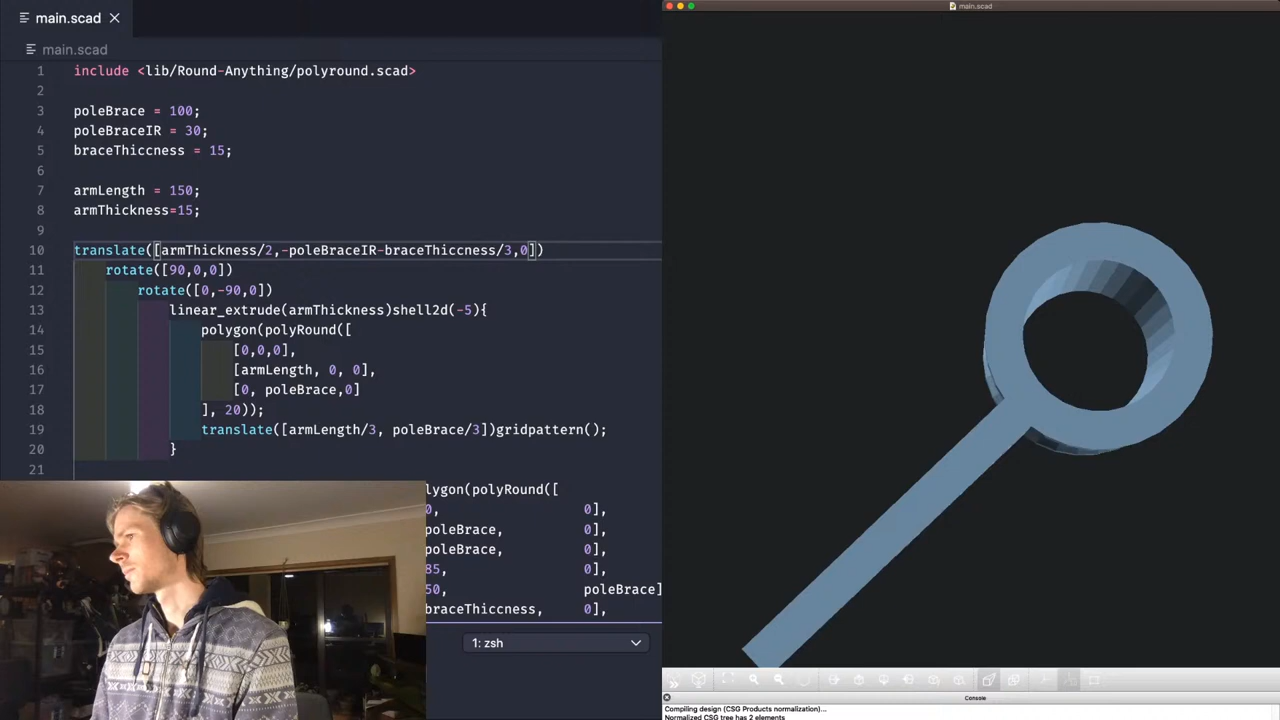 main.scad
main.scad
main.scad
1 include <lib/Round-Anything/polyround.scad>
2
3 poleBrace = 100;
4 poleBraceIR = 30;
5 braceThiccness = 15;
6
7 armLength = 150;
8 armThickness=15;
9
10 translate([armThickness/2,-poleBraceIR-braceThiccness/3,0])
11 rotate([90,0,0])
12 rotate([0,-90,0])
13 linear_extrude(armThickness)shell2d(-5){
14 polygon(polyRound([
15 [0,0,0],
16 [armLength, 0, 0],
17 [0, poleBrace,0]
18 ], 20));
19 translate([armLength/3, poleBrace/3])gridpattern();
20 }
21
lygon(polyRound([
0, 0],
poleBrace, 0],
poleBrace, 0],
85, 0],
50, poleBrace]
braceThiccness, 0],
1: zsh
Console
Compiling design (CSG Products normalization)...
Normalized CSG tree has 2 elements